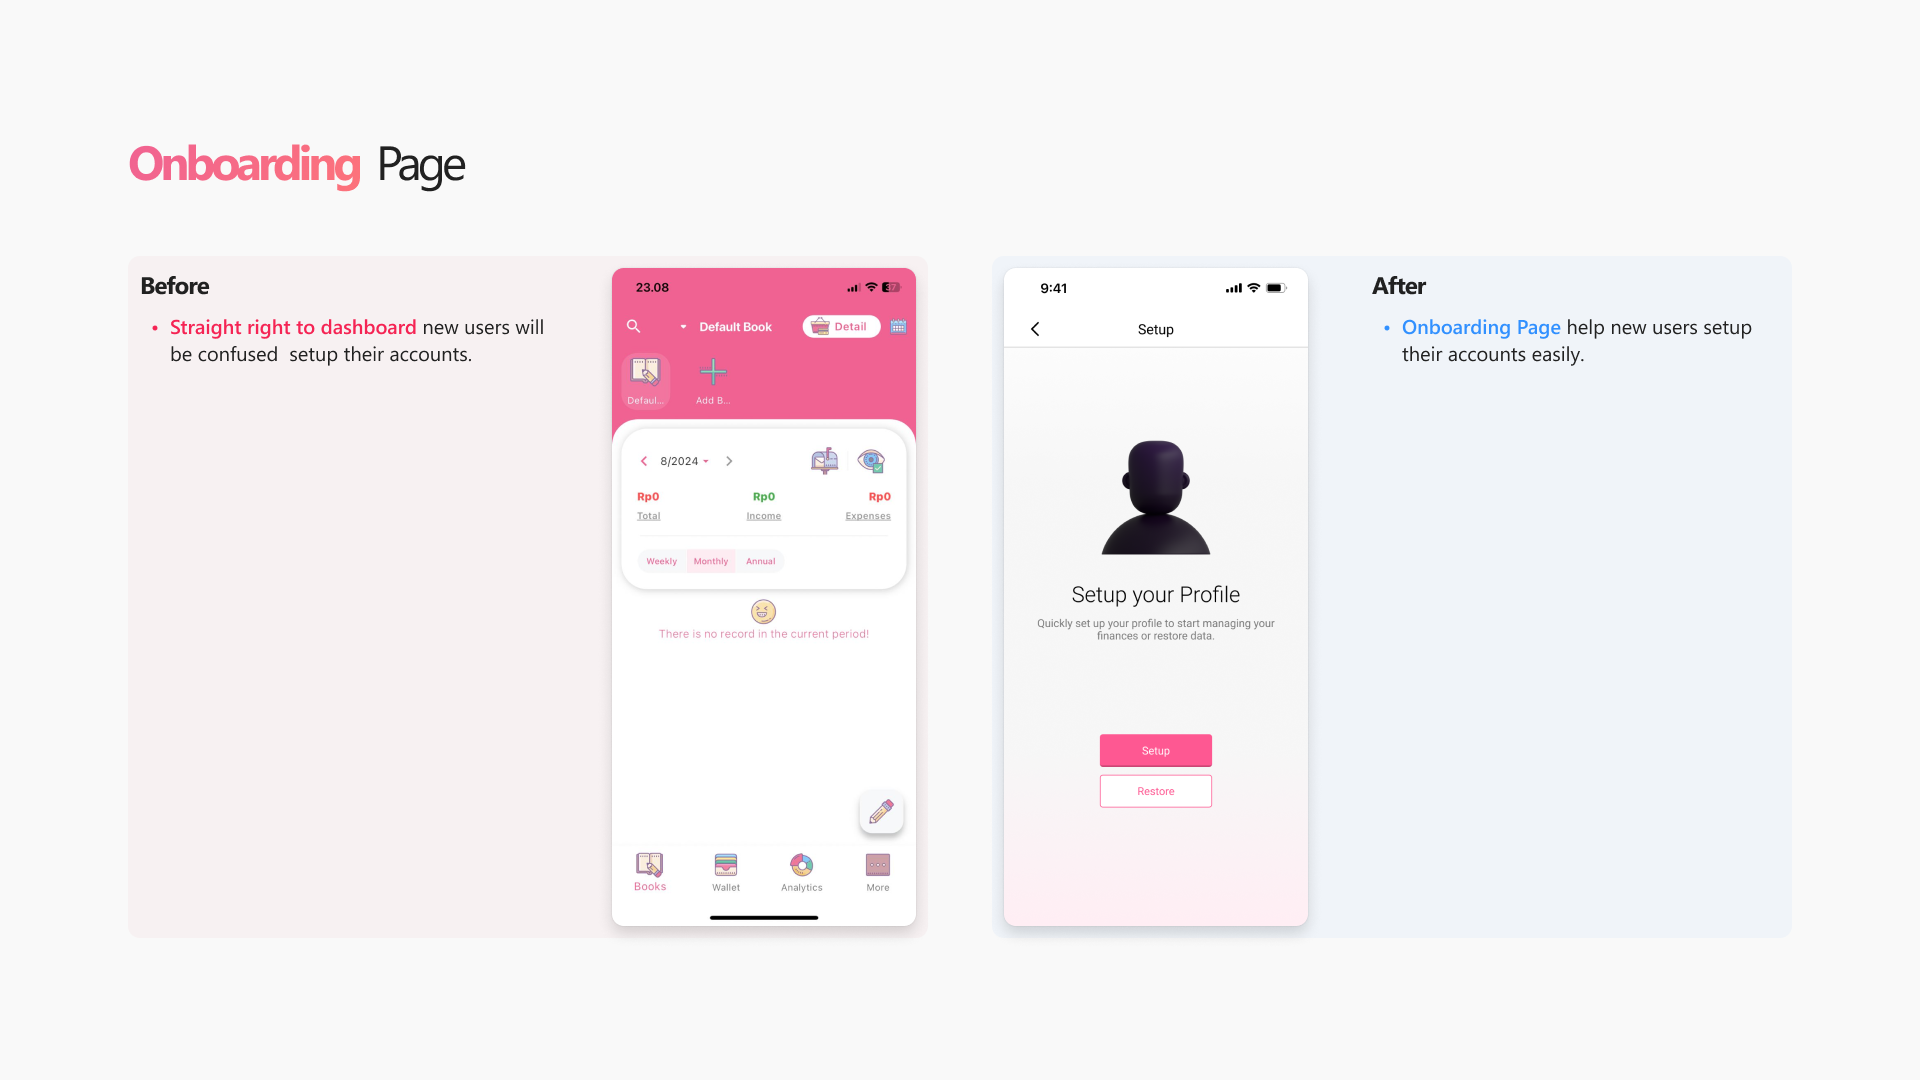 Onboarding Page
Before
• Straight right to dashboard new users will
be confused  setup their accounts.
23.08
37
Default Book
Detail
Defaul...
Add B...
8/2024
Rp0 Rp0 Rp0
Total Income Expenses
Weekly Monthly Annual
There is no record in the current period!
Books Wallet Analytics More
9:41
Setup
Setup your Profile
Quickly set up your profile to start managing your
finances or restore data.
Setup
Restore
After
• Onboarding Page help new users setup
their accounts easily.